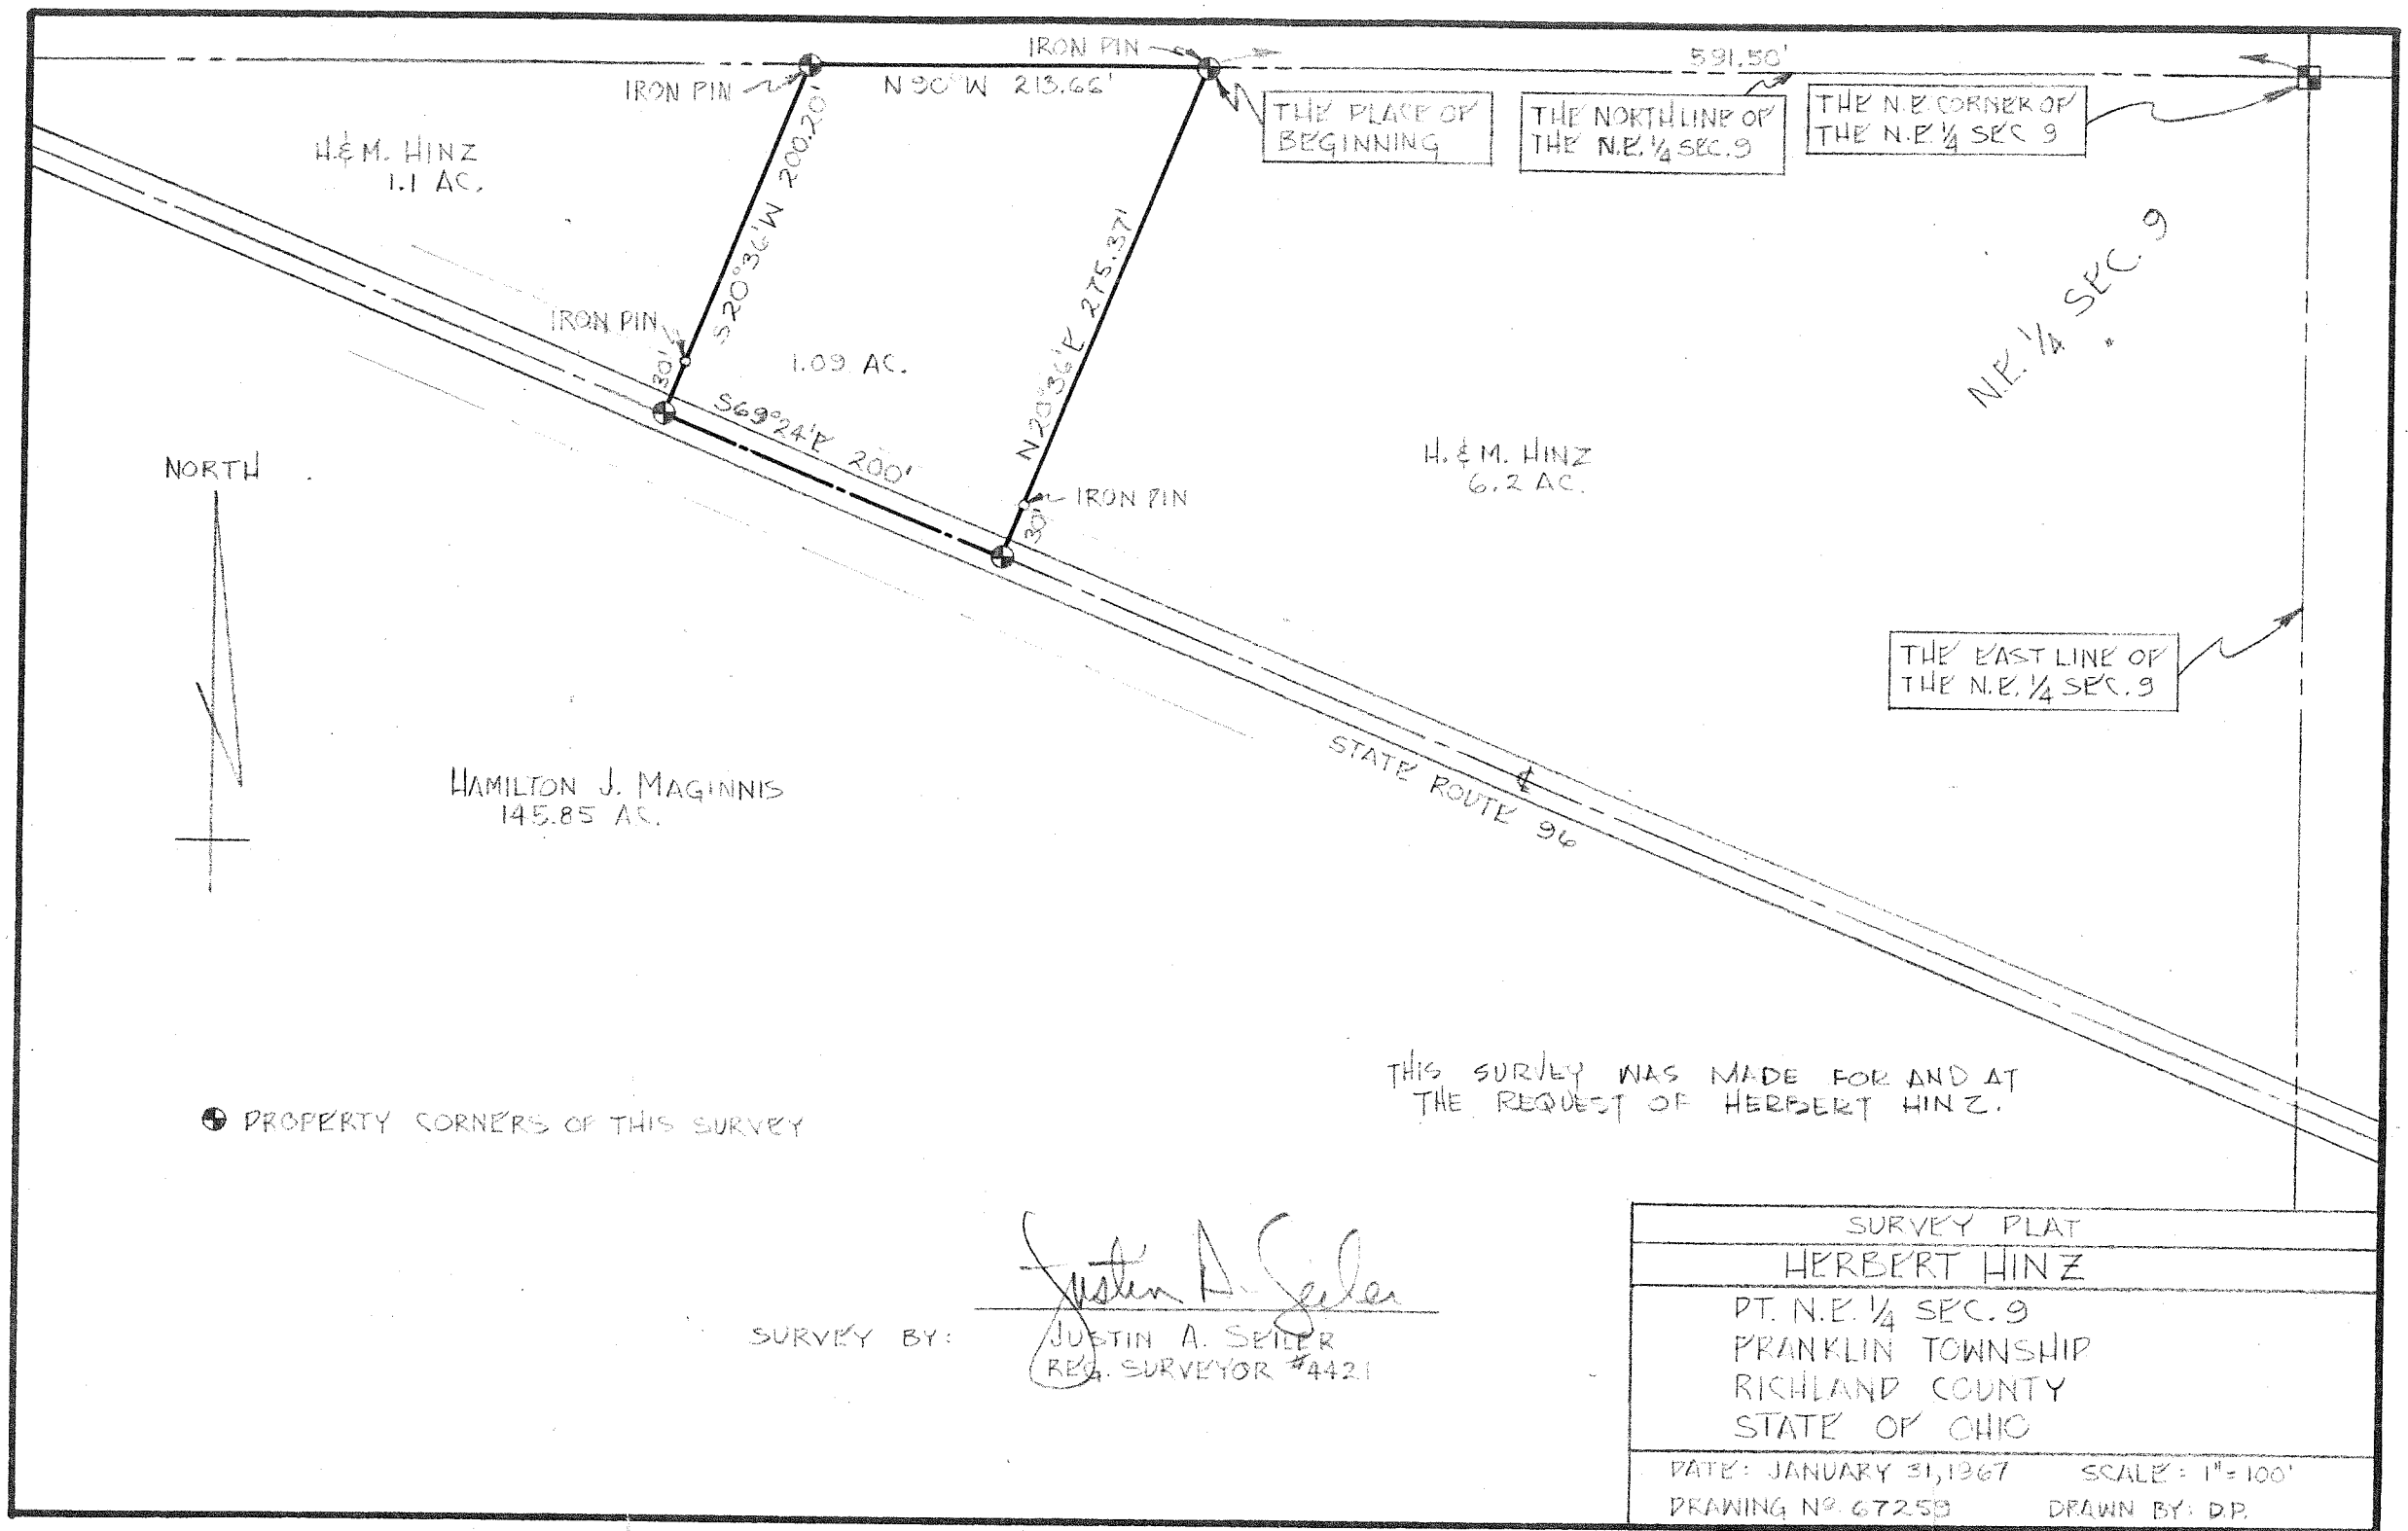 IRON PIN
591.50'
IRON PIN
N 90° W 213.66'
THE PLACE OF
BEGINNING
THE NORTH LINE OF
THE N.E. 1/4 SEC. 9
THE N.E. CORNER OF
THE N.E. 1/4 SEC 9
H. & M. HINZ
1.1 AC.
S 20° 36' W 200.20'
N 20° 36' E 275.37'
N.E. 1/4 SEC. 9
IRON PIN
30'
1.09 AC.
S 69° 24' E 200'
IRON PIN
30'
H. & M. HINZ
6.2 AC.
NORTH
THE EAST LINE OF
THE N.E. 1/4 SEC. 9
℄
STATE ROUTE 96
HAMILTON J. MAGINNIS
145.85 AC.
THIS SURVEY WAS MADE FOR AND AT
THE REQUEST OF HERBERT HINZ.
PROPERTY CORNERS OF THIS SURVEY
Justin A. Seiler
SURVEY BY: JUSTIN A. SEILER
REG. SURVEYOR #4421
SURVEY PLAT
HERBERT HINZ
PT. N.E. 1/4 SEC. 9
FRANKLIN TOWNSHIP
RICHLAND COUNTY
STATE OF OHIO
DATE: JANUARY 31, 1967 SCALE: 1" = 100'
DRAWING Nº 67259 DRAWN BY: D.P.